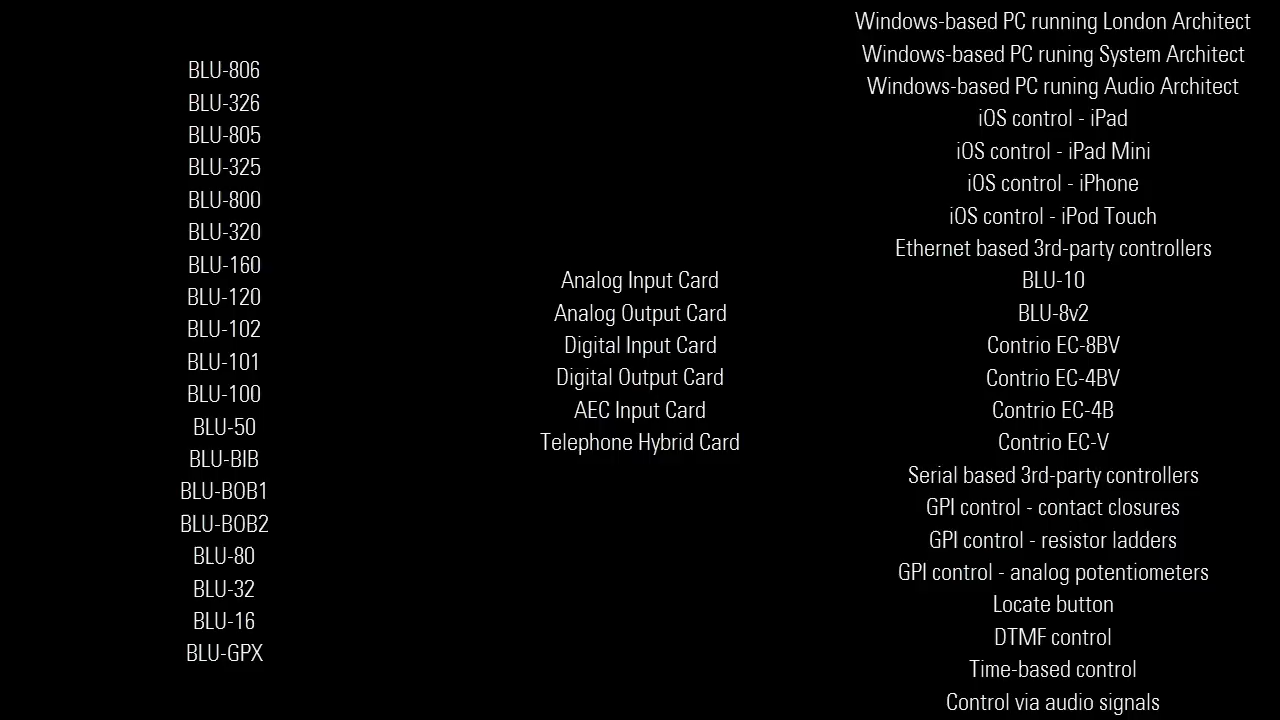 BLU-806
BLU-326
BLU-805
BLU-325
BLU-800
BLU-320
BLU-160
BLU-120
BLU-102
BLU-101
BLU-100
BLU-50
BLU-BIB
BLU-BOB1
BLU-BOB2
BLU-80
BLU-32
BLU-16
BLU-GPX
Analog Input Card
Analog Output Card
Digital Input Card
Digital Output Card
AEC Input Card
Telephone Hybrid Card
Windows-based PC running London Architect
Windows-based PC runing System Architect
Windows-based PC runing Audio Architect
iOS control - iPad
iOS control - iPad Mini
iOS control - iPhone
iOS control - iPod Touch
Ethernet based 3rd-party controllers
BLU-10
BLU-8v2
Contrio EC-8BV
Contrio EC-4BV
Contrio EC-4B
Contrio EC-V
Serial based 3rd-party controllers
GPI control - contact closures
GPI control - resistor ladders
GPI control - analog potentiometers
Locate button
DTMF control
Time-based control
Control via audio signals